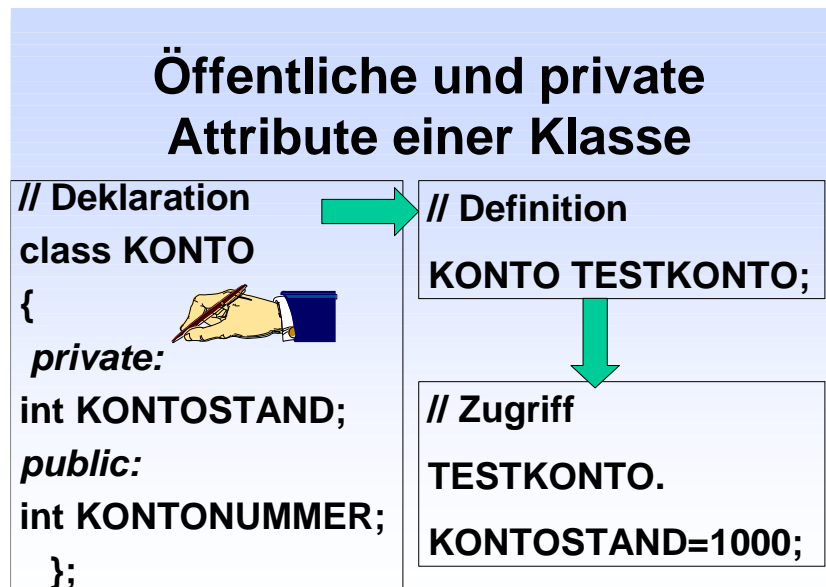 Öffentliche und private
Attribute einer Klasse
// Deklaration
class KONTO
{
private:
int KONTOSTAND;
public:
int KONTONUMMER;
};
// Definition
KONTO TESTKONTO;
// Zugriff
TESTKONTO.
KONTOSTAND=1000;